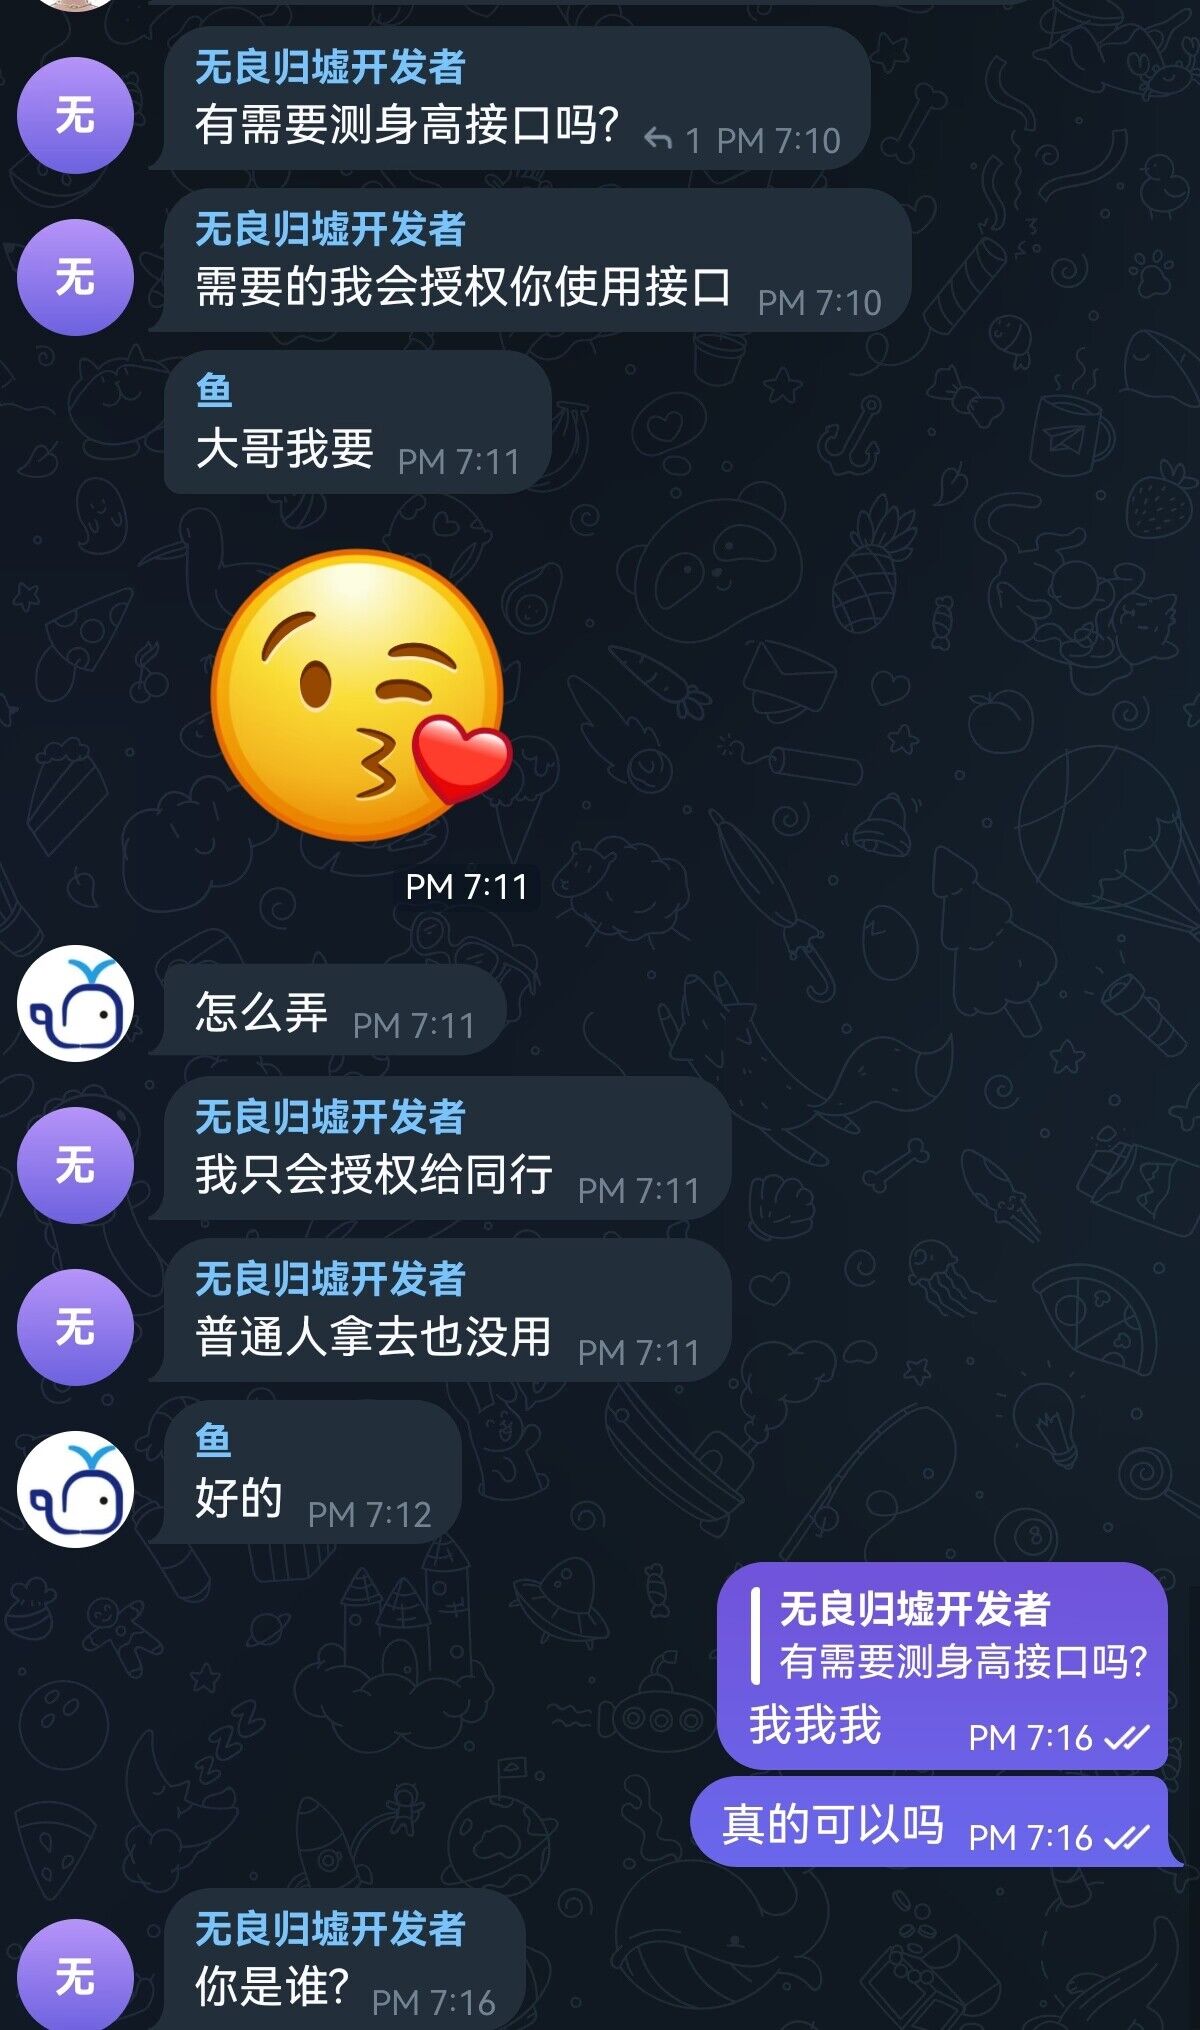 无良归墟开发者
无
有需要测身高接口吗?
1 PM 7:10
无良归墟开发者
无
需要的我会授权你使用接口
PM 7:10
鱼
大哥我要
PM 7:11
PM 7:11
怎么弄
PM 7:11
无良归墟开发者
无
我只会授权给同行
PM 7:11
无良归墟开发者
无
普通人拿去也没用
PM 7:11
鱼
好的
PM 7:12
无良归墟开发者
有需要测身高接口吗?
我我我
PM 7:16
真的可以吗
PM 7:16
无良归墟开发者
无
你是谁?
PM 7:16